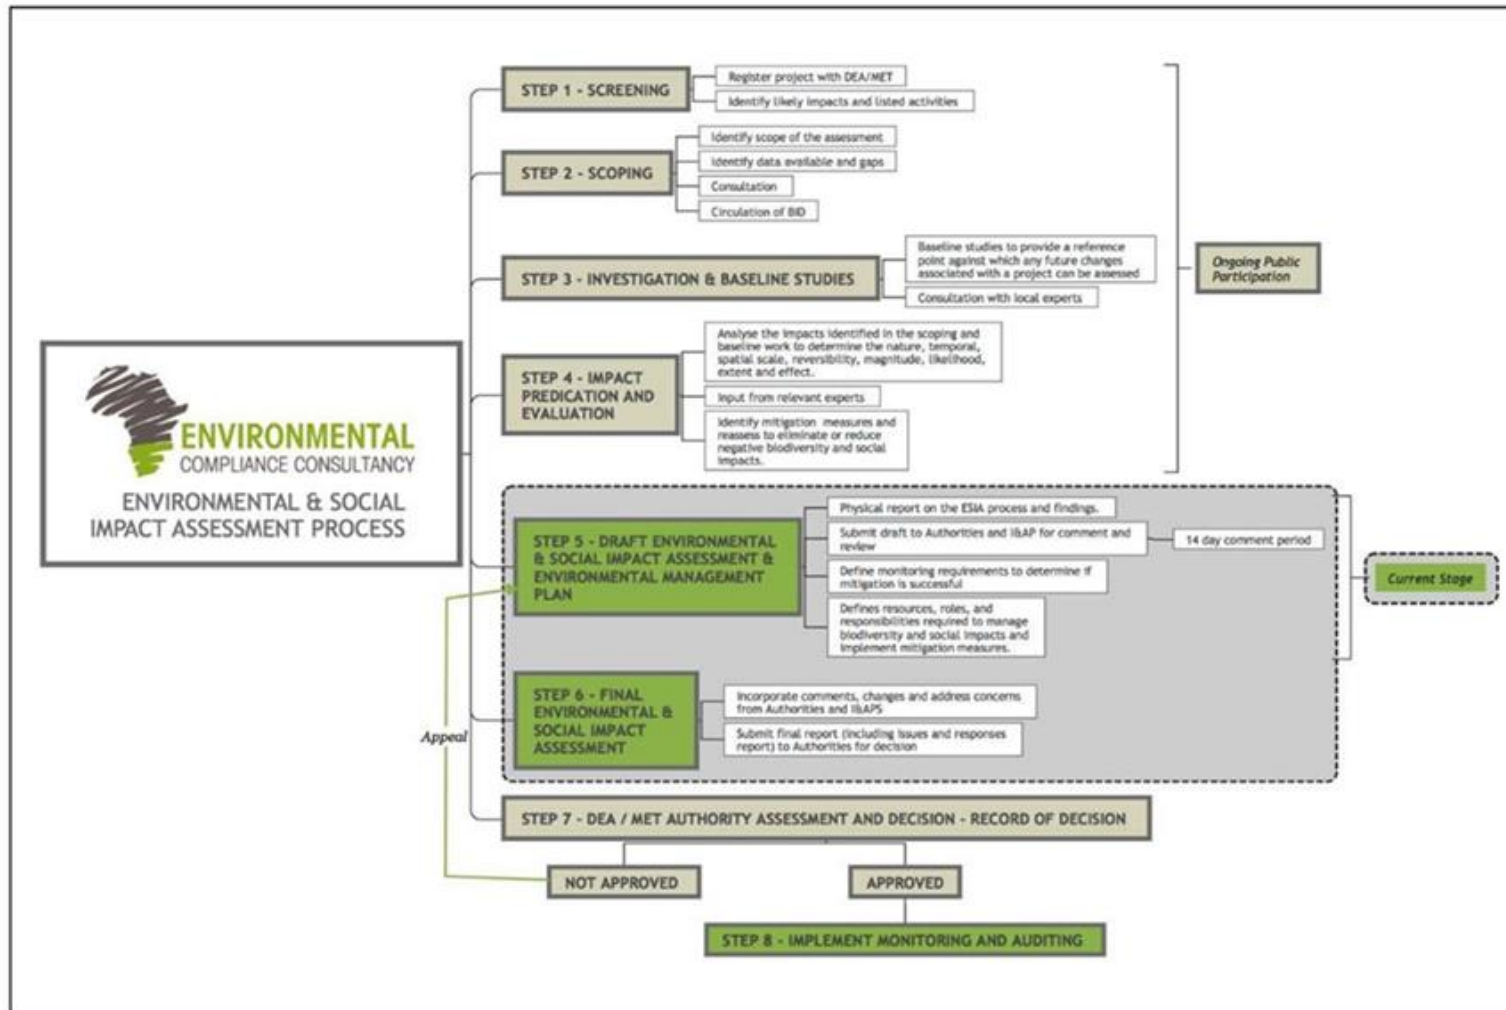 ENVIRONMENTAL
COMPLIANCE CONSULTANCY
ENVIRONMENTAL & SOCIAL
IMPACT ASSESSMENT PROCESS
STEP 1 - SCREENING
Register project with DEA/MET
Identify likely impacts and listed activities
STEP 2 - SCOPING
Identify scope of the assessment
Identify data available and gaps
Consultation
Circulation of BID
STEP 3 - INVESTIGATION & BASELINE STUDIES
Baseline studies to provide a reference
point against which any future changes
associated with a project can be assessed
Consultation with local experts
Ongoing Public
Participation
STEP 4 - IMPACT
PREDICATION AND
EVALUATION
Analyse the impacts identified in the scoping and
baseline work to determine the nature, temporal,
spatial scale, reversibility, magnitude, likelihood,
extent and effect.
Input from relevant experts
Identify mitigation measures and
reassess to eliminate or reduce
negative biodiversity and social
impacts.
STEP 5 - DRAFT ENVIRONMENTAL
& SOCIAL IMPACT ASSESSMENT &
ENVIRONMENTAL MANAGEMENT
PLAN
Physical report on the ESIA process and findings.
Submit draft to Authorities and I&AP for comment and
review
14 day comment period
Define monitoring requirements to determine if
mitigation is successful
Defines resources, roles, and
responsibilities required to manage
biodiversity and social impacts and
implement mitigation measures.
Current Stage
STEP 6 - FINAL
ENVIRONMENTAL &
SOCIAL IMPACT
ASSESSMENT
Incorporate comments, changes and address concerns
from Authorities and I&APS
Submit final report (including issues and responses
report) to Authorities for decision
Appeal
STEP 7 - DEA / MET AUTHORITY ASSESSMENT AND DECISION - RECORD OF DECISION
NOT APPROVED
APPROVED
STEP 8 - IMPLEMENT MONITORING AND AUDITING